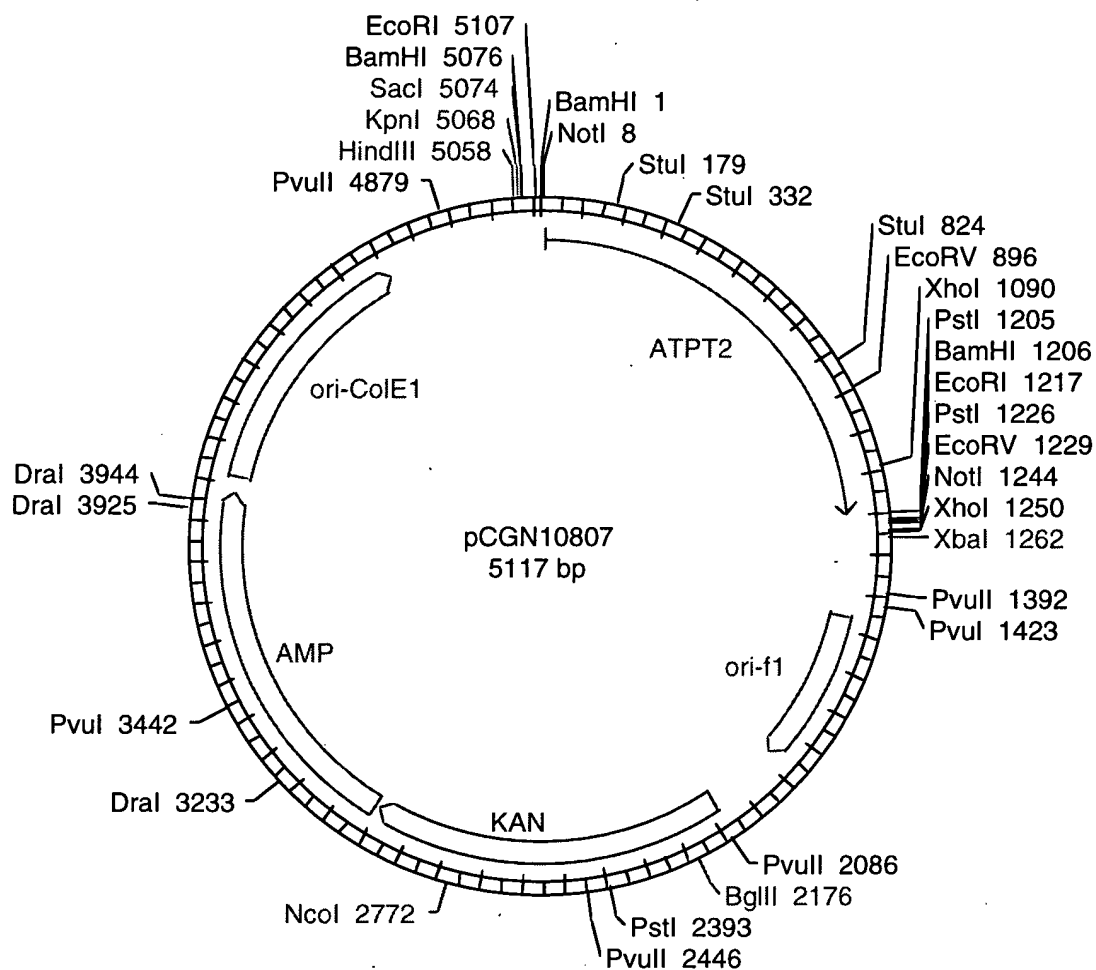 EcoRI 5107
BamHI 5076
SacI 5074
KpnI 5068
HindIII 5058
PvuII 4879
BamHI 1
NotI 8
StuI 179
StuI 332
StuI 824
EcoRV 896
XhoI 1090
PstI 1205
BamHI 1206
EcoRI 1217
PstI 1226
EcoRV 1229
NotI 1244
XhoI 1250
XbaI 1262
PvuII 1392
PvuI 1423
ATPT2
ori-ColE1
DraI 3944
DraI 3925
pCGN10807
5117 bp
AMP
ori-f1
PvuI 3442
DraI 3233
KAN
PvuII 2086
BglII 2176
NcoI 2772
PstI 2393
PvuII 2446